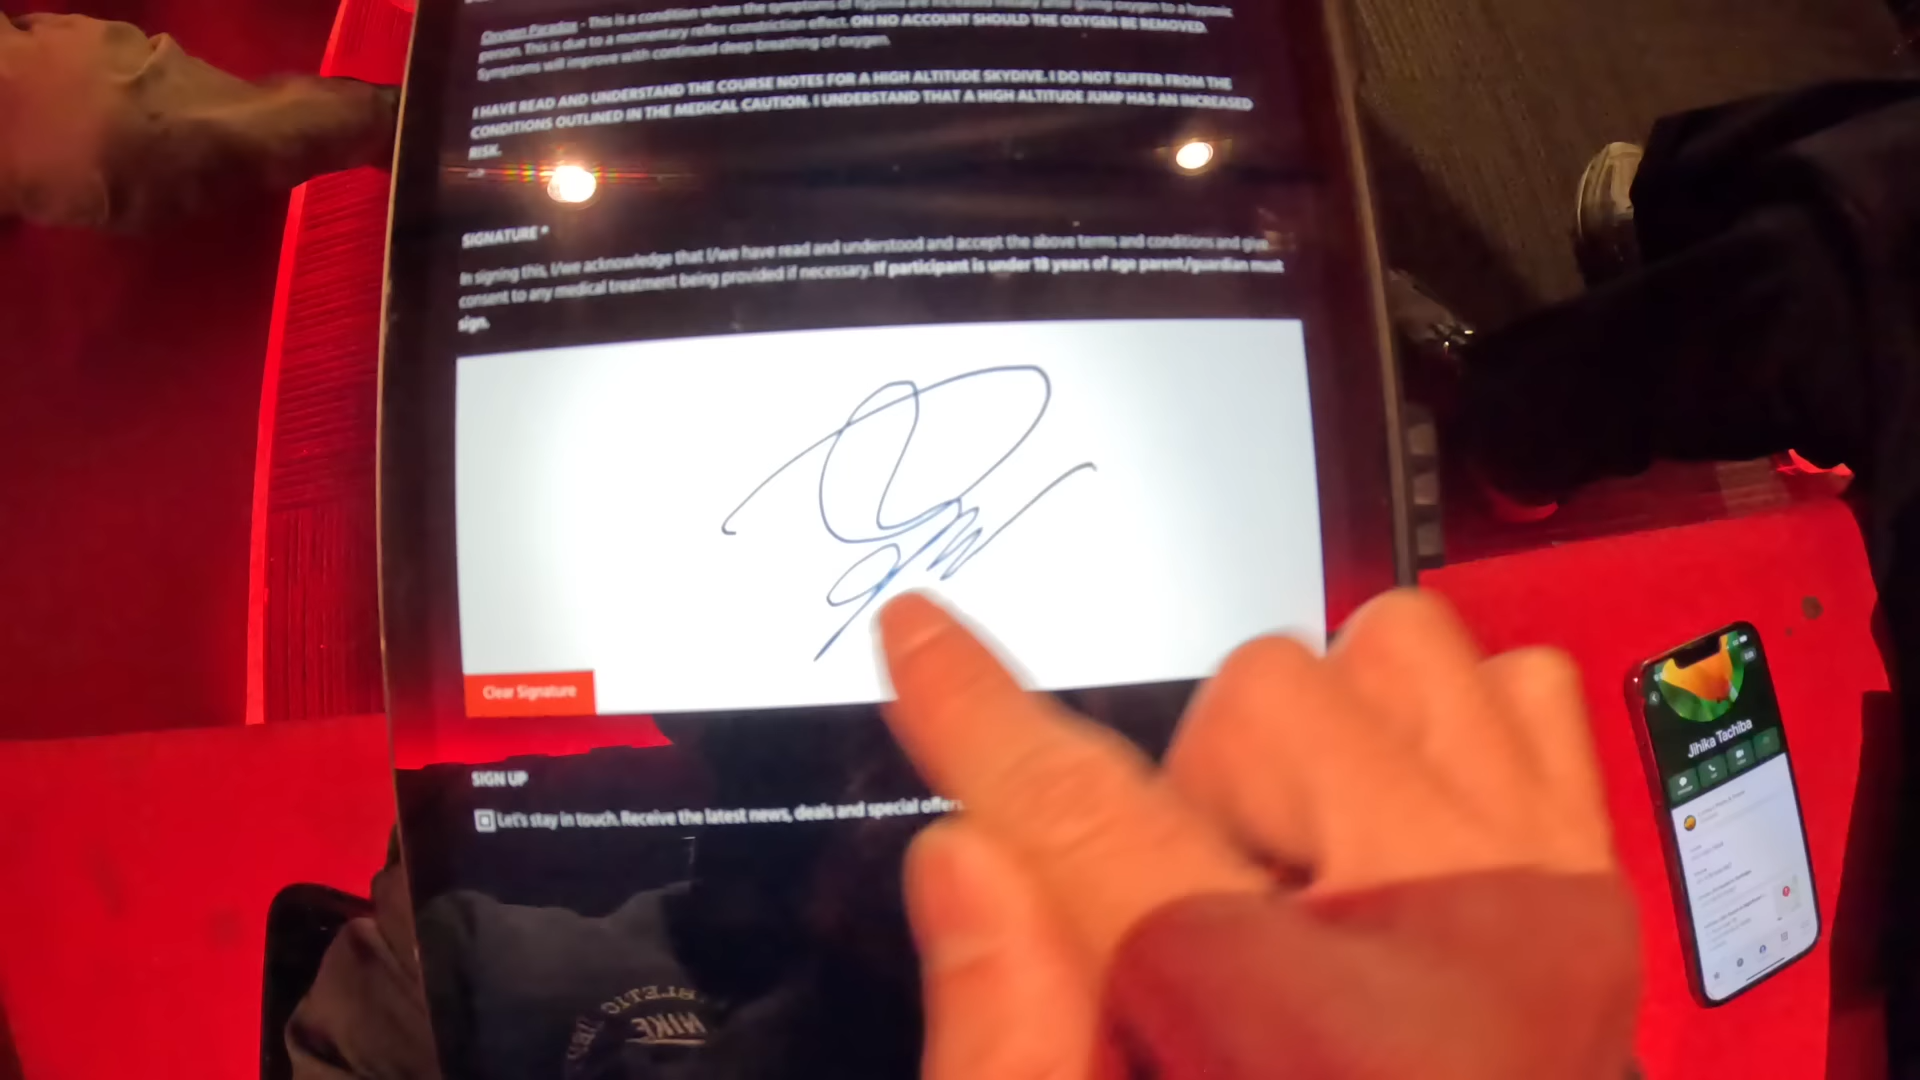 Oxygen Paradox - This is a condition where the symptoms of hypoxia are increased initially after giving oxygen to a hypoxic
person. This is due to a momentary reflex constriction effect. ON NO ACCOUNT SHOULD THE OXYGEN BE REMOVED.
Symptoms will improve with continued deep breathing of oxygen.
I HAVE READ AND UNDERSTAND THE COURSE NOTES FOR A HIGH ALTITUDE SKYDIVE. I DO NOT SUFFER FROM THE
CONDITIONS OUTLINED IN THE MEDICAL CAUTION. I UNDERSTAND THAT A HIGH ALTITUDE JUMP HAS AN INCREASED
RISK.
SIGNATURE *
In signing this, I/we acknowledge that I/we have read and understood and accept the above terms and conditions and give
consent to any medical treatment being provided if necessary. If participant is under 18 years of age parent/guardian must
sign.
Clear Signature
SIGN UP
Let's stay in touch. Receive the latest news, deals and special offers
NIKE
Jihika Tachiba